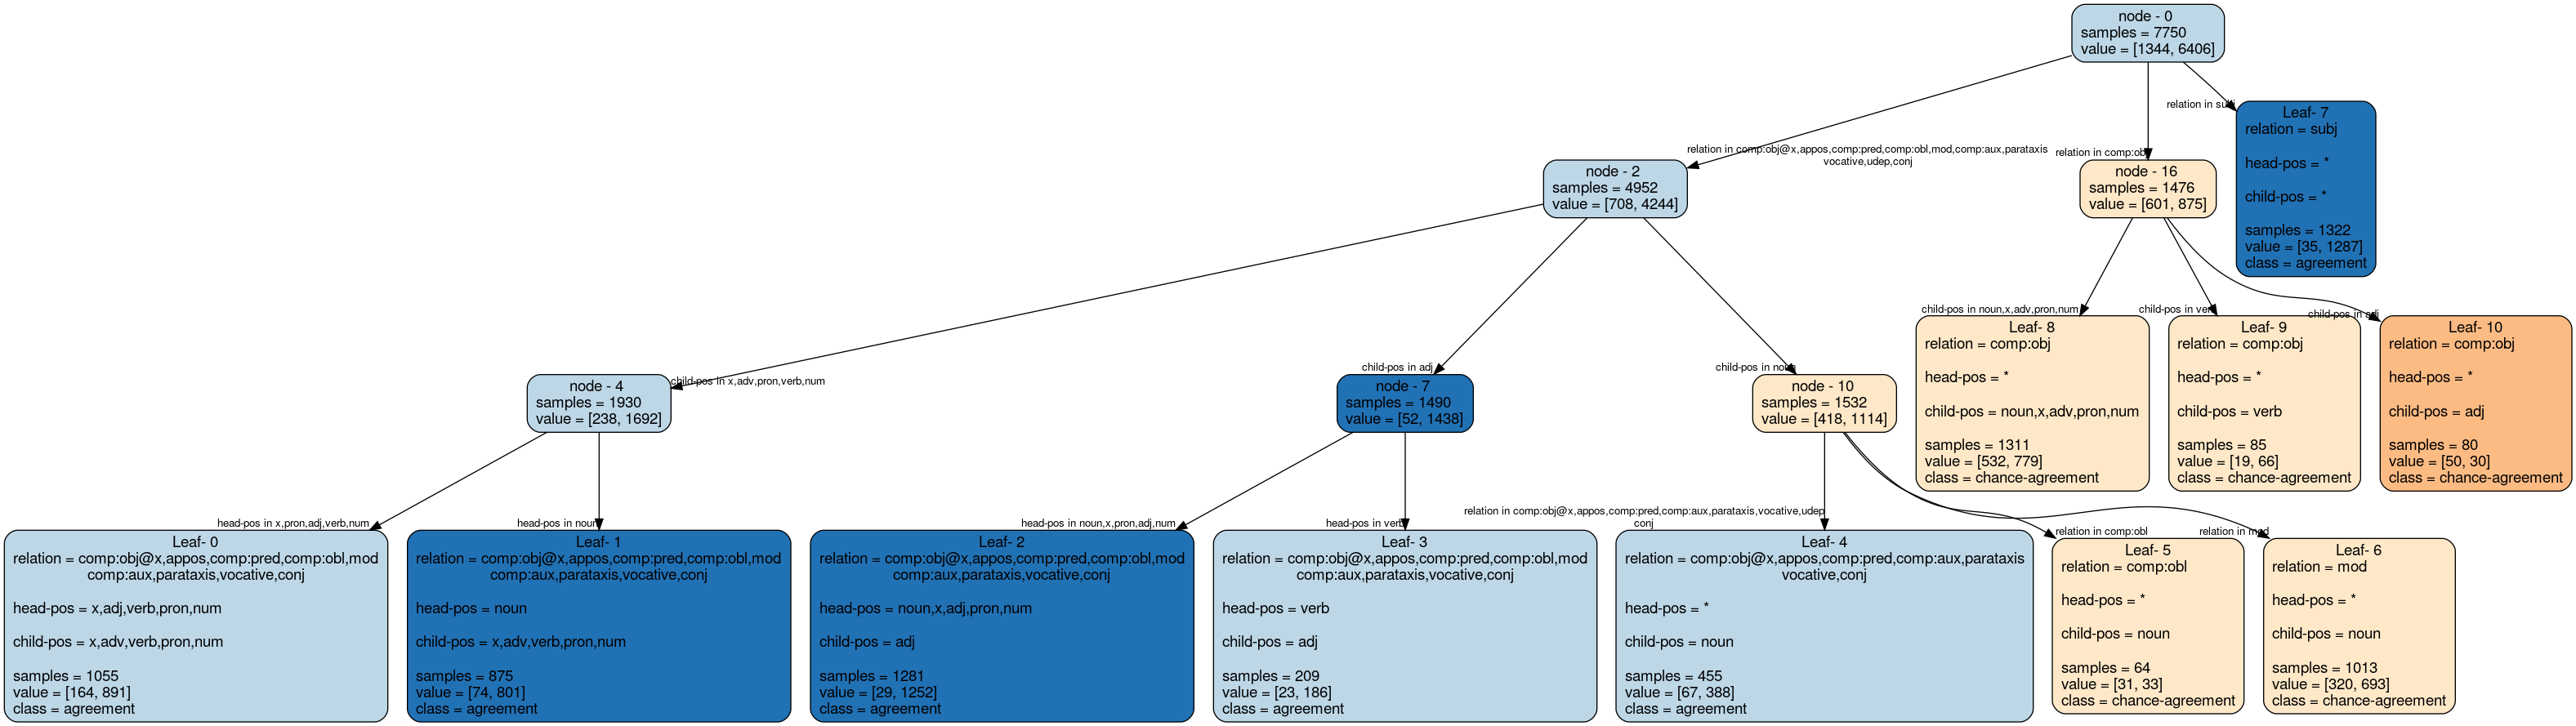 node - 0
samples = 7750
value = [1344, 6406]
relation in subj
Leaf- 7
relation = subj
head-pos = *
child-pos = *
samples = 1322
value = [35, 1287]
class = agreement
relation in comp:obj@x,appos,comp:pred,comp:obl,mod,comp:aux,parataxis
vocative,udep,conj
relation in comp:obj
node - 2
samples = 4952
value = [708, 4244]
node - 16
samples = 1476
value = [601, 875]
child-pos in noun,x,adv,pron,num
child-pos in verb
child-pos in adj
Leaf- 8
relation = comp:obj
head-pos = *
child-pos = noun,x,adv,pron,num
samples = 1311
value = [532, 779]
class = chance-agreement
Leaf- 9
relation = comp:obj
head-pos = *
child-pos = verb
samples = 85
value = [19, 66]
class = chance-agreement
Leaf- 10
relation = comp:obj
head-pos = *
child-pos = adj
samples = 80
value = [50, 30]
class = chance-agreement
child-pos in x,adv,pron,verb,num
child-pos in adj
child-pos in noun
node - 4
samples = 1930
value = [238, 1692]
node - 7
samples = 1490
value = [52, 1438]
node - 10
samples = 1532
value = [418, 1114]
head-pos in x,pron,adj,verb,num
head-pos in noun
head-pos in noun,x,pron,adj,num
head-pos in verb
relation in comp:obj@x,appos,comp:pred,comp:aux,parataxis,vocative,udep
conj
relation in comp:obl
relation in mod
Leaf- 0
relation = comp:obj@x,appos,comp:pred,comp:obl,mod
comp:aux,parataxis,vocative,conj
head-pos = x,adj,verb,pron,num
child-pos = x,adv,verb,pron,num
samples = 1055
value = [164, 891]
class = agreement
Leaf- 1
relation = comp:obj@x,appos,comp:pred,comp:obl,mod
comp:aux,parataxis,vocative,conj
head-pos = noun
child-pos = x,adv,verb,pron,num
samples = 875
value = [74, 801]
class = agreement
Leaf- 2
relation = comp:obj@x,appos,comp:pred,comp:obl,mod
comp:aux,parataxis,vocative,conj
head-pos = noun,x,adj,pron,num
child-pos = adj
samples = 1281
value = [29, 1252]
class = agreement
Leaf- 3
relation = comp:obj@x,appos,comp:pred,comp:obl,mod
comp:aux,parataxis,vocative,conj
head-pos = verb
child-pos = adj
samples = 209
value = [23, 186]
class = agreement
Leaf- 4
relation = comp:obj@x,appos,comp:pred,comp:aux,parataxis
vocative,conj
head-pos = *
child-pos = noun
samples = 455
value = [67, 388]
class = agreement
Leaf- 5
relation = comp:obl
head-pos = *
child-pos = noun
samples = 64
value = [31, 33]
class = chance-agreement
Leaf- 6
relation = mod
head-pos = *
child-pos = noun
samples = 1013
value = [320, 693]
class = chance-agreement